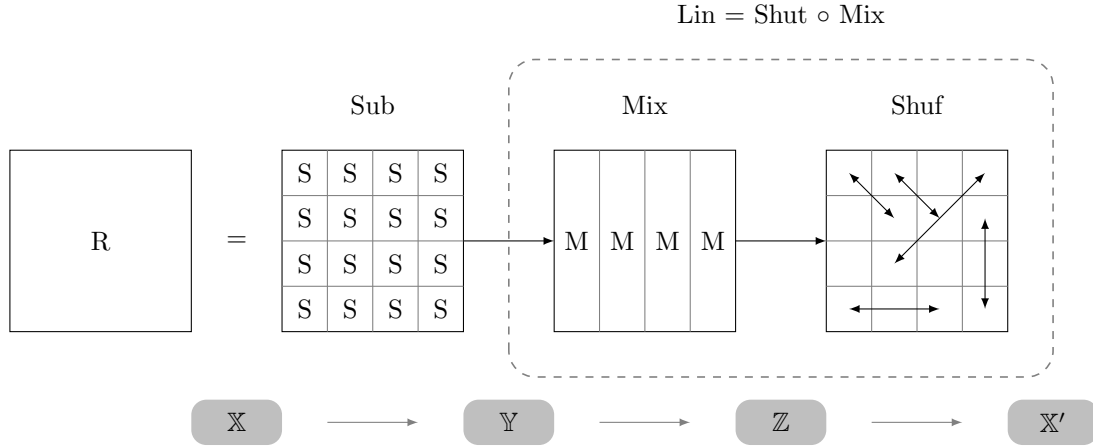 Lin = Shut ∘ Mix
Sub
Mix
Shuf
R
=
S S S S
S S S S
S S S S
S S S S
M M M M
𝕏
𝕐
ℤ
𝕏′